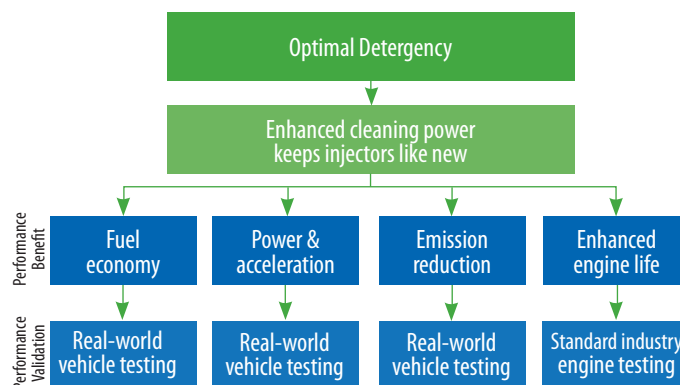 Optimal Detergency
Enhanced cleaning power
keeps injectors like new
Performance
Benefit
Fuel
economy
Power &
acceleration
Emission
reduction
Enhanced
engine life
Performance
Validation
Real-world
vehicle testing
Real-world
vehicle testing
Real-world
vehicle testing
Standard industry
engine testing